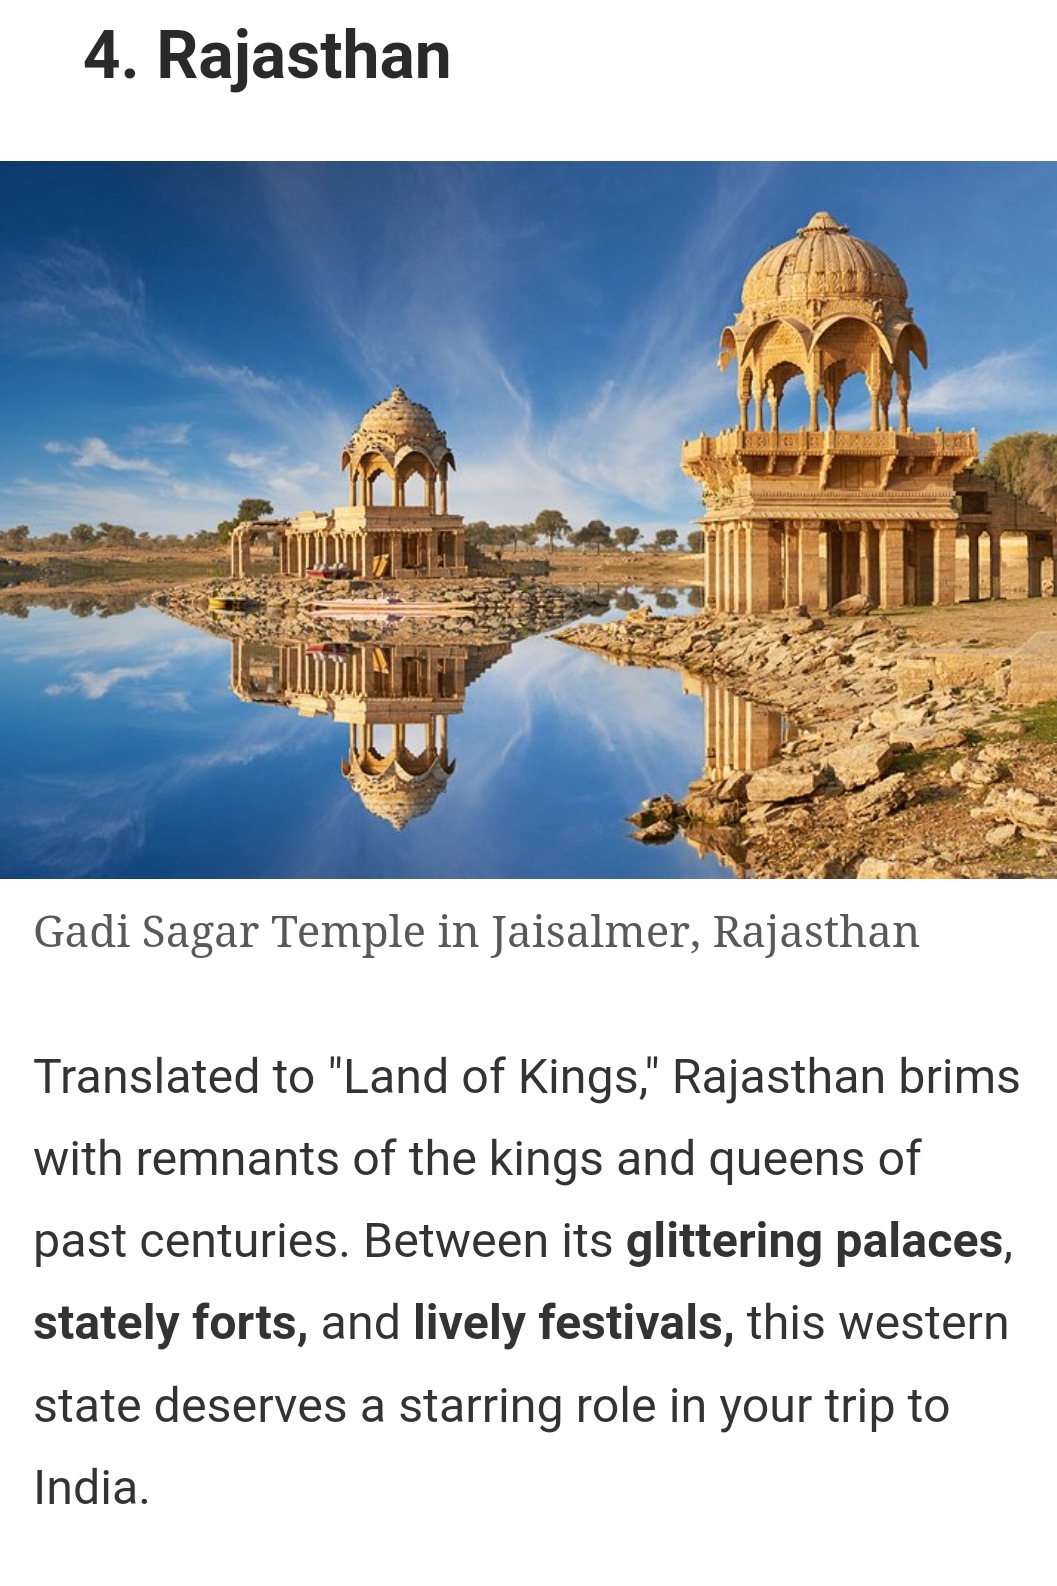 4. Rajasthan
Gadi Sagar Temple in Jaisalmer, Rajasthan
Translated to "Land of Kings," Rajasthan brims
with remnants of the kings and queens of
past centuries. Between its glittering palaces,
stately forts, and lively festivals, this western
state deserves a starring role in your trip to
India.